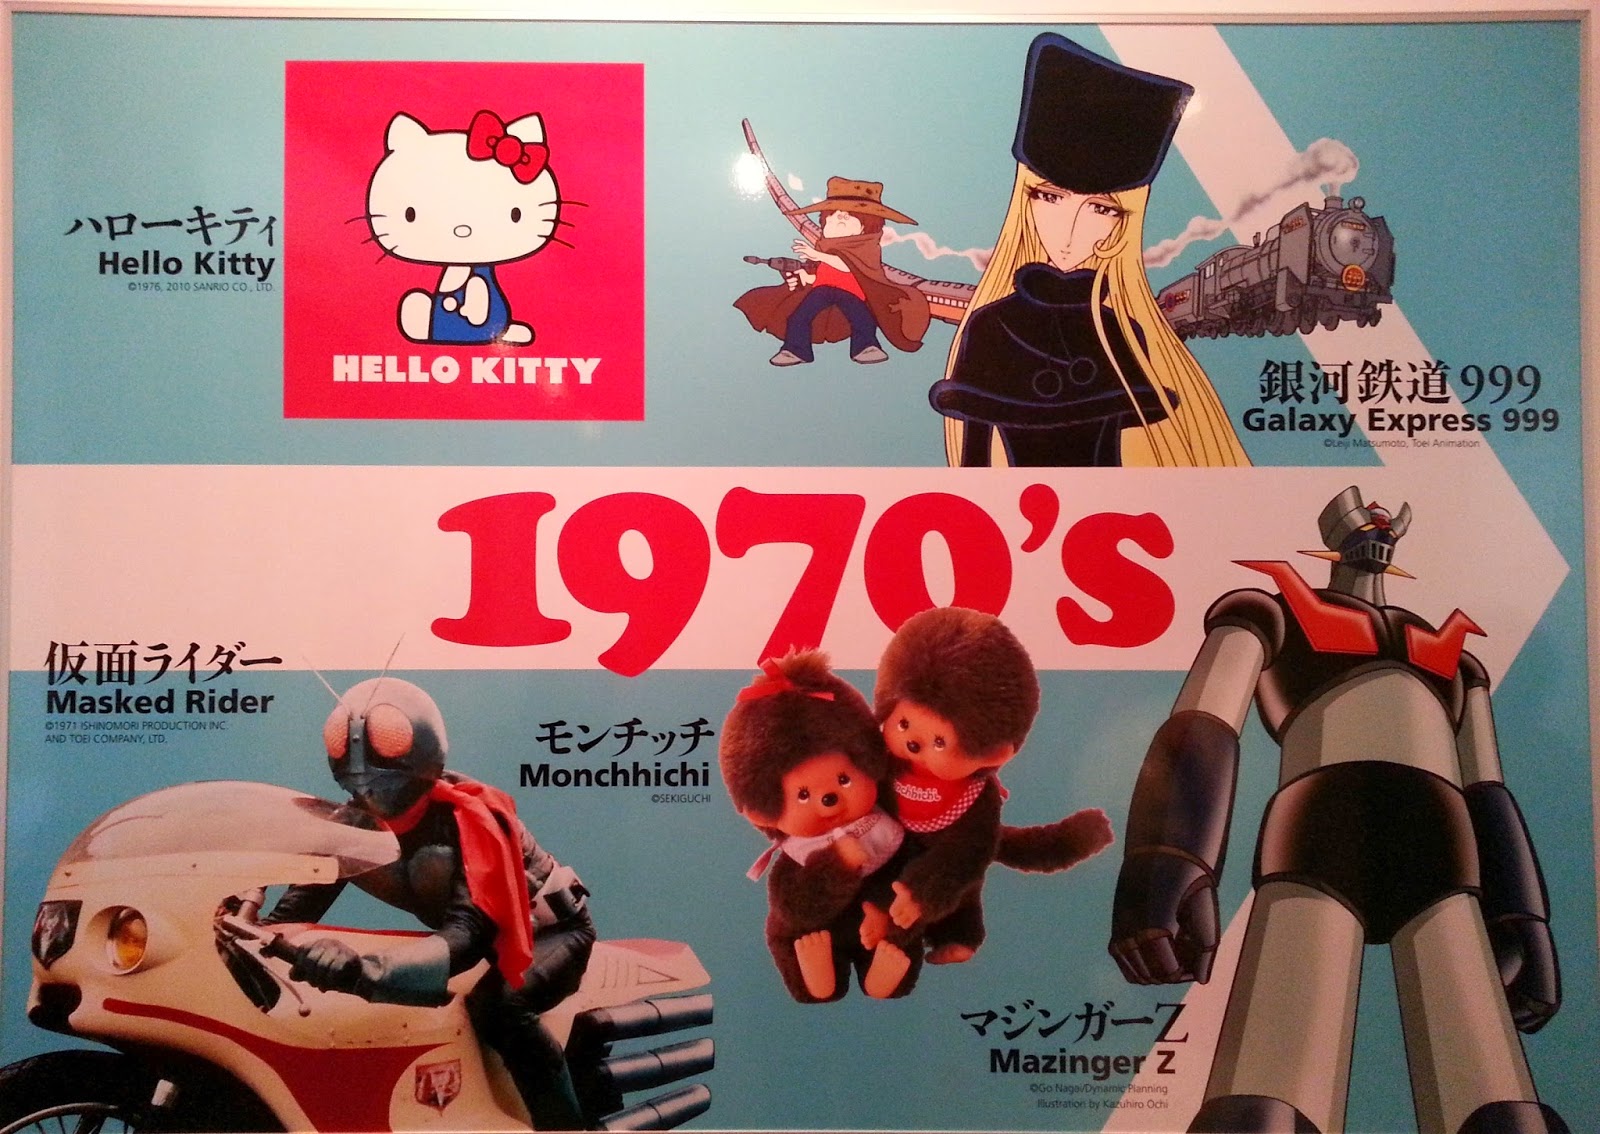 ハローキティ
Hello Kitty
©1976, 2010 SANRIO CO., LTD.
HELLO KITTY
銀河鉄道999
Galaxy Express 999
©Leiji Matsumoto, Toei Animation
1970's
仮面ライダー
Masked Rider
©1971 ISHINOMORI PRODUCTION INC.
AND TOEI COMPANY, LTD.
モンチッチ
Monchhichi
©SEKIGUCHI
マジンガーZ
Mazinger Z
©Go Nagai/Dynamic Planning
Illustration by Kazuhiro Ochi